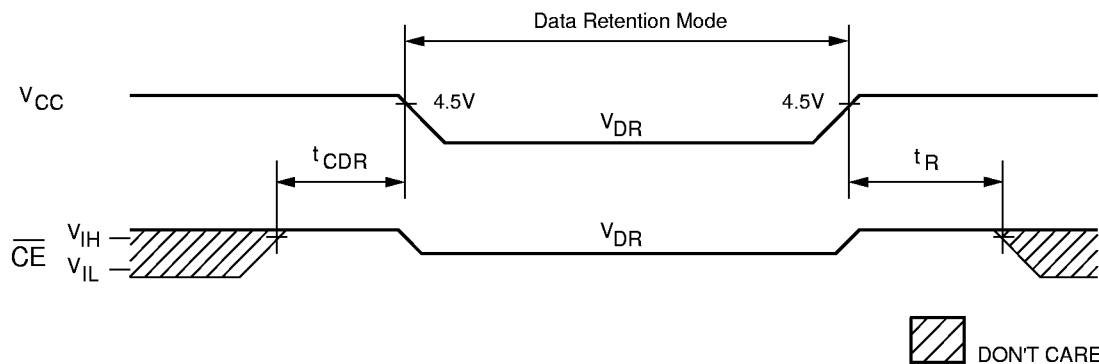 Data Retention Mode
VCC
4.5V
4.5V
VDR
tCDR
tR
VIH
VDR
CE
VIL
DON'T CARE